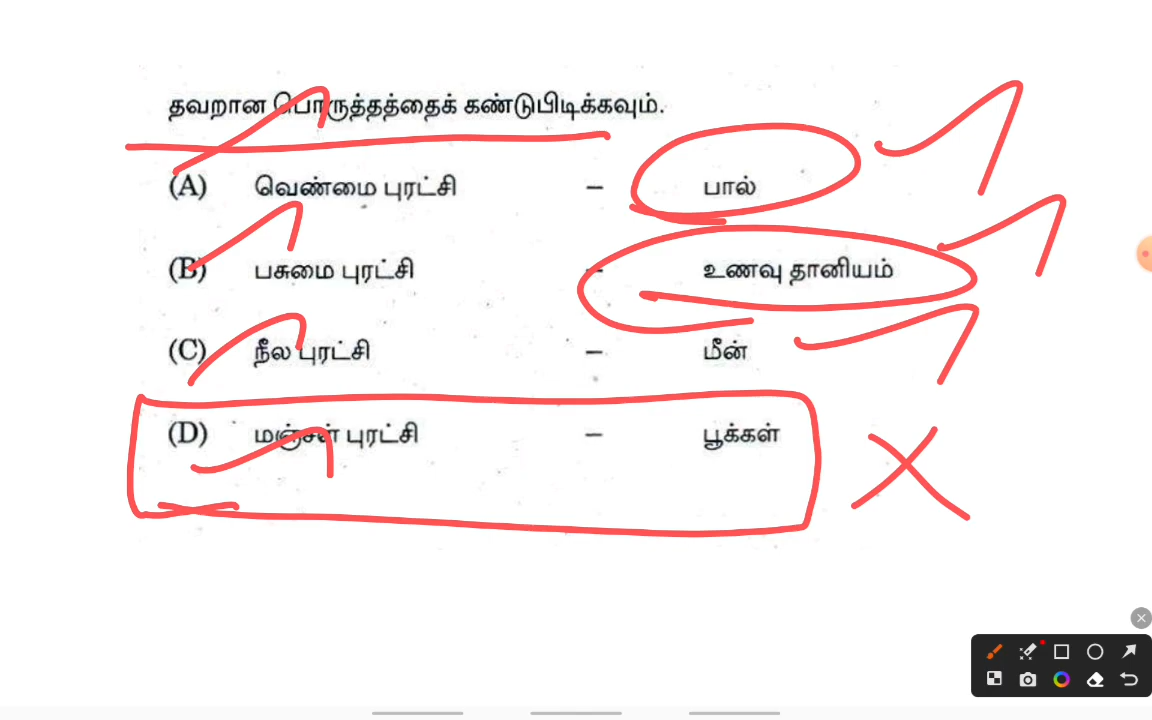 தவறான பொருத்தத்தைக் கண்டுபிடிக்கவும்.
(A) வெண்மை புரட்சி – பால்
(B) பசுமை புரட்சி – உணவு தானியம்
(C) நீல புரட்சி – மீன்
(D) மஞ்சள் புரட்சி – பூக்கள்